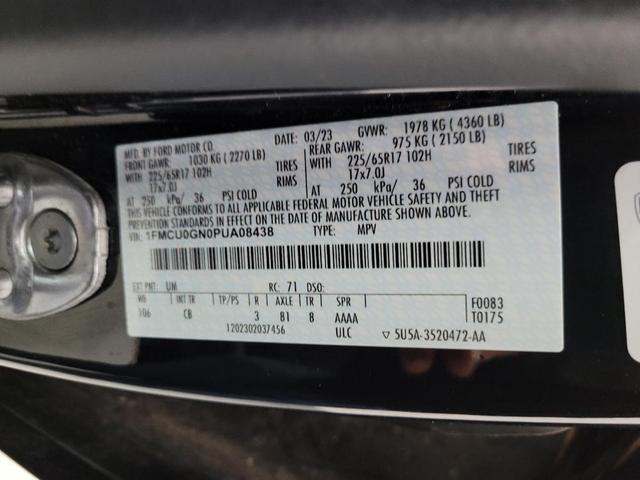 MFD. BY FORD MOTOR CO.
DATE: 03/23 GVWR: 1978 KG ( 4360 LB)
FRONT GAWR: 1030 KG ( 2270 LB) REAR GAWR: 975 KG ( 2150 LB)
WITH 225/65R17 102H TIRES WITH 225/65R17 102H TIRES
17x7.0J RIMS 17x7.0J RIMS
AT 250 kPa/ 36 PSI COLD AT 250 kPa/ 36 PSI COLD
THIS VEHICLE CONFORMS TO ALL APPLICABLE FEDERAL MOTOR VEHICLE SAFETY AND THEFT
PREVENTION STANDARDS IN EFFECT ON THE DATE OF MANUFACTURE SHOWN ABOVE.
VIN: 1FMCU0GN0PUA08438 TYPE: MPV
EXT PNT: UM RC: 71 DSO:
WB INT TR TP/PS R AXLE TR SPR F0083
106 CB 3 81 8 AAAA T0175
1202302037456 ULC ▽ 5U5A-3520472-AA